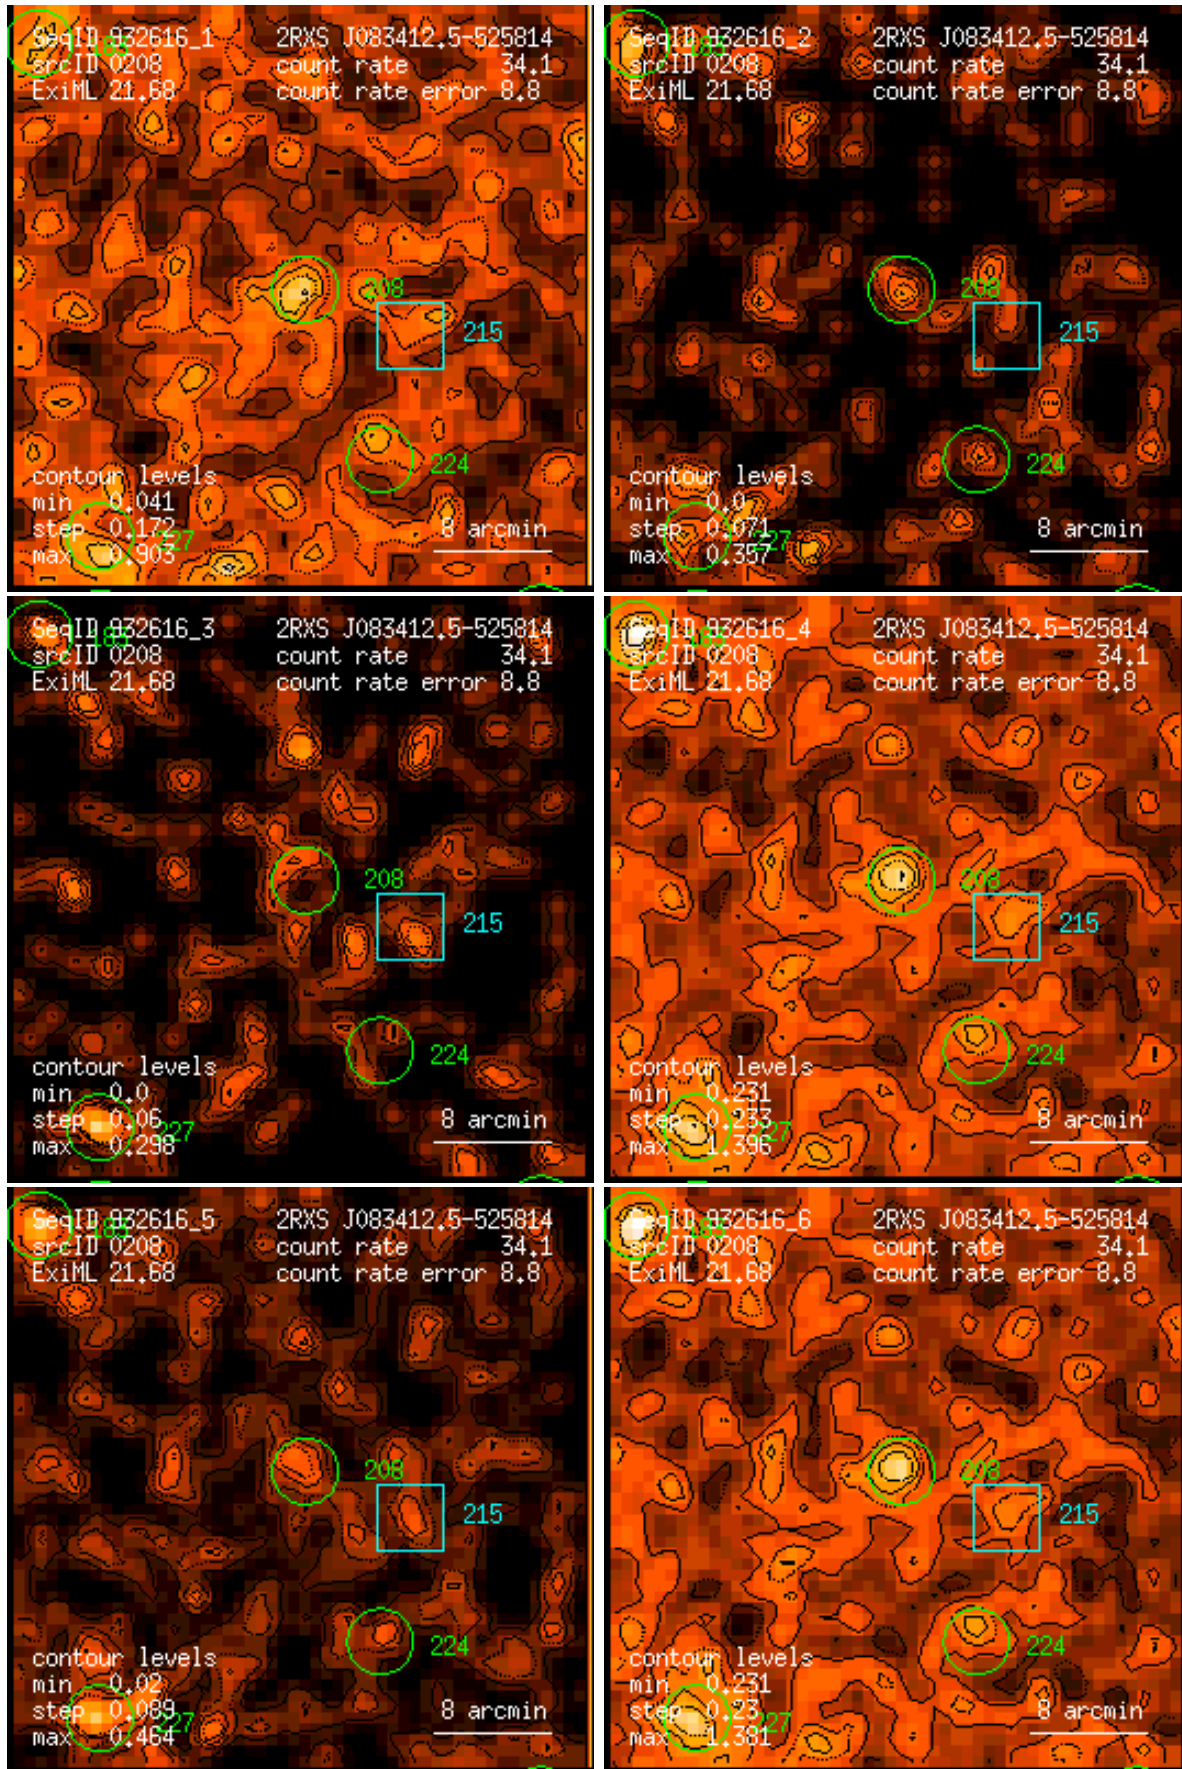 SeqID 932616_1 2RXS J083412.5-525814
srcID 0208 count rate 34.1
ExiML 21.68 count rate error 8.8
208
215
224
contour levels
min 0.041
step 0.172 8 arcmin
max 0.903 227
SeqID 932616_2 2RXS J083412.5-525814
srcID 0208 count rate 34.1
ExiML 21.68 count rate error 8.8
208
215
224
contour levels
min 0.0
step 0.071 8 arcmin
max 0.357 227
SeqID 932616_3 2RXS J083412.5-525814
srcID 0208 count rate 34.1
ExiML 21.68 count rate error 8.8
208
215
224
contour levels
min 0.0
step 0.06 8 arcmin
max 0.298 227
SeqID 932616_4 2RXS J083412.5-525814
srcID 0208 count rate 34.1
ExiML 21.68 count rate error 8.8
208
215
224
contour levels
min 0.231
step 0.233 8 arcmin
max 1.396 227
SeqID 932616_5 2RXS J083412.5-525814
srcID 0208 count rate 34.1
ExiML 21.68 count rate error 8.8
208
215
224
contour levels
min 0.02
step 0.089 8 arcmin
max 0.464 227
SeqID 932616_6 2RXS J083412.5-525814
srcID 0208 count rate 34.1
ExiML 21.68 count rate error 8.8
208
215
224
contour levels
min 0.231
step 0.23 8 arcmin
max 1.381 227